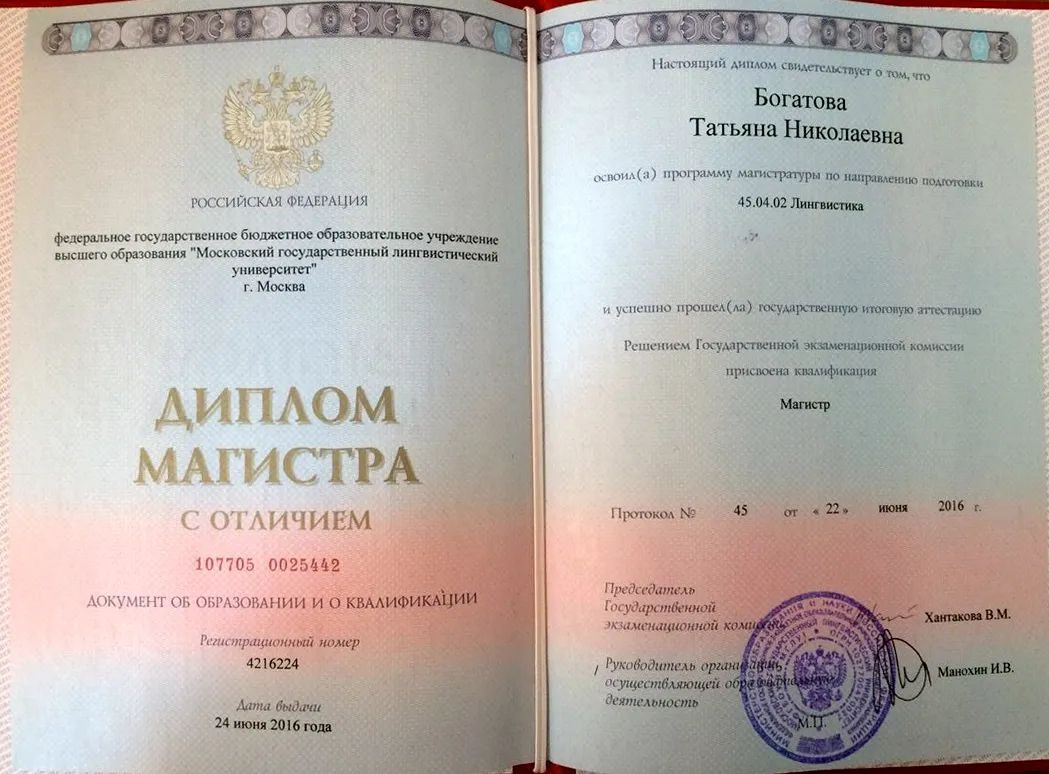 РОССИЙСКАЯ ФЕДЕРАЦИЯ
федеральное государственное бюджетное образовательное учреждение
высшего образования "Московский государственный лингвистический
университет"
г. Москва
ДИПЛОМ
МАГИСТРА
С ОТЛИЧИЕМ
107705 0025442
ДОКУМЕНТ ОБ ОБРАЗОВАНИИ И О КВАЛИФИКАЦИИ
Регистрационный номер
4216224
Дата выдачи
24 июня 2016 года
Настоящий диплом свидетельствует о том, что
Богатова
Татьяна Николаевна
освоил(а) программу магистратуры по направлению подготовки
45.04.02 Лингвистика
и успешно прошел(ла) государственную итоговую аттестацию
Решением Государственной экзаменационной комиссии
присвоена квалификация
Магистр
Протокол № 45 от « 22 » июня 2016 г.
Председатель
Государственной
экзаменационной комиссии
Хантакова В.М.
Руководитель организации,
осуществляющей образовательную
деятельность
Манохин И.В.
М.П.